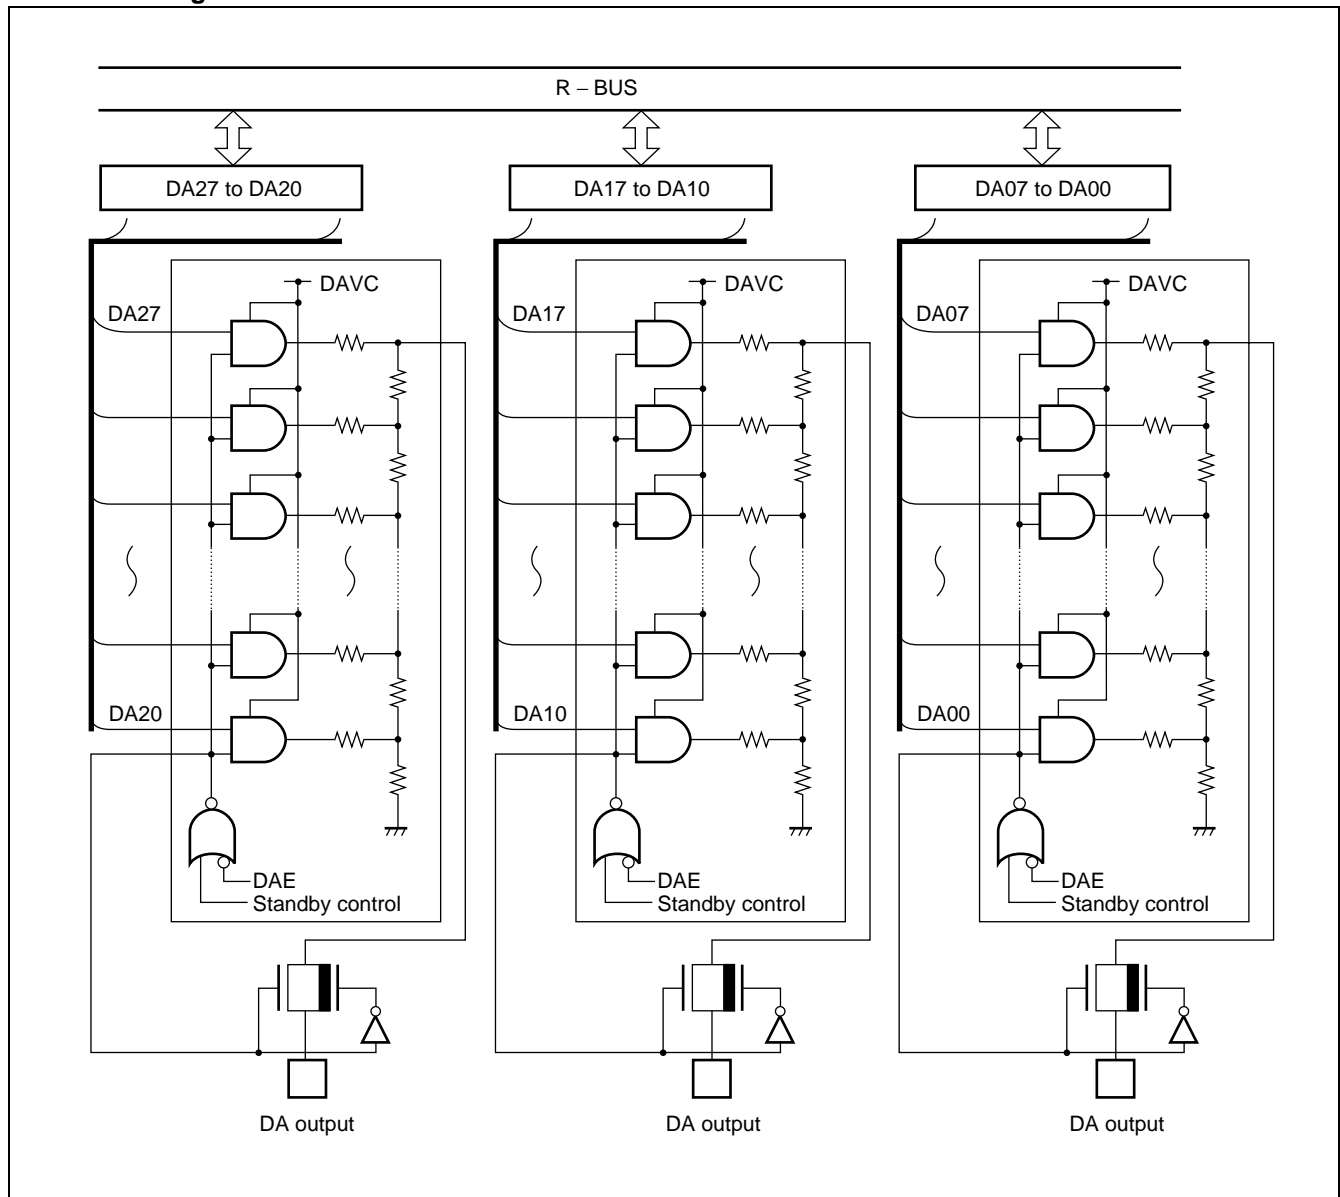 R – BUS
DA27 to DA20
DA17 to DA10
DA07 to DA00
DAVC
DAVC
DAVC
DA27
DA17
DA07
DA20
DA10
DA00
DAE
Standby control
DAE
Standby control
DAE
Standby control
DA output
DA output
DA output